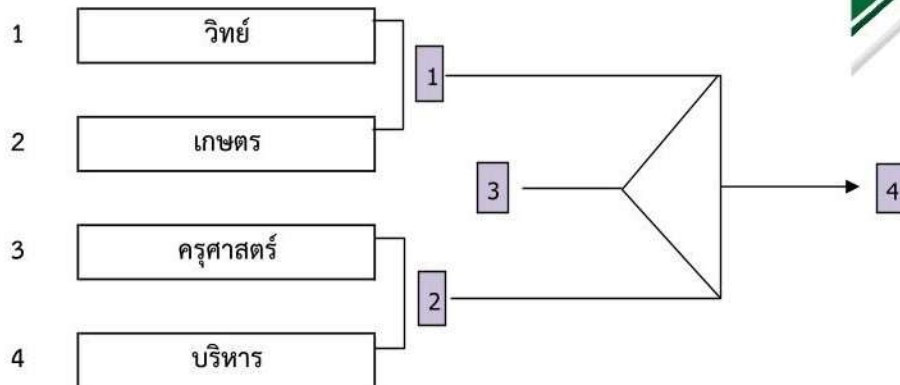 1 วิทย์
1
2 เกษตร
3
4
3 ครุศาสตร์
2
4 บริหาร